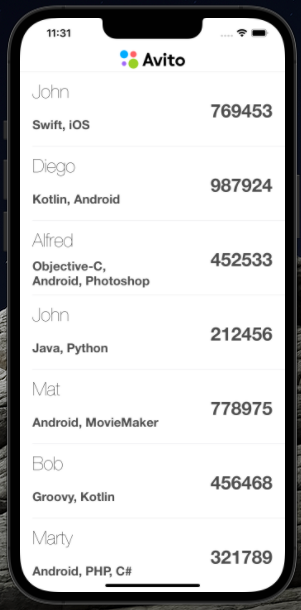 11:31
Avito
John
769453
Swift, iOS
Diego
987924
Kotlin, Android
Alfred
452533
Objective-C,
Android, Photoshop
John
212456
Java, Python
Mat
778975
Android, MovieMaker
Bob
456468
Groovy, Kotlin
Marty
321789
Android, PHP, C#